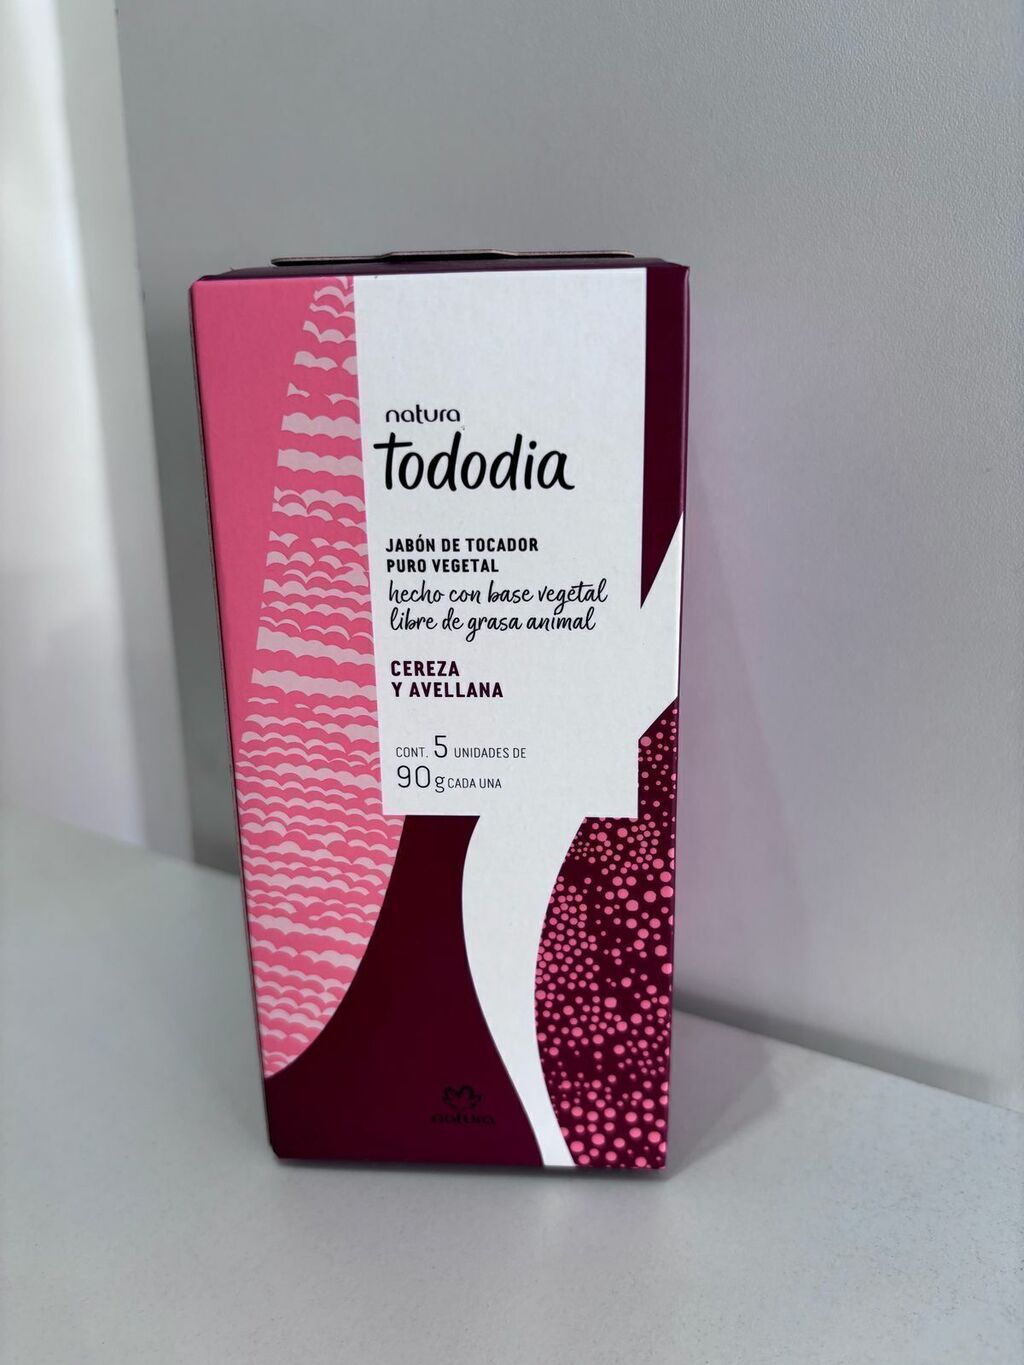 natura
tododia
JABÓN DE TOCADOR
PURO VEGETAL
hecho con base vegetal
libre de grasa animal
CEREZA
Y AVELLANA
CONT. 5 UNIDADES DE
90g CADA UNA
natura